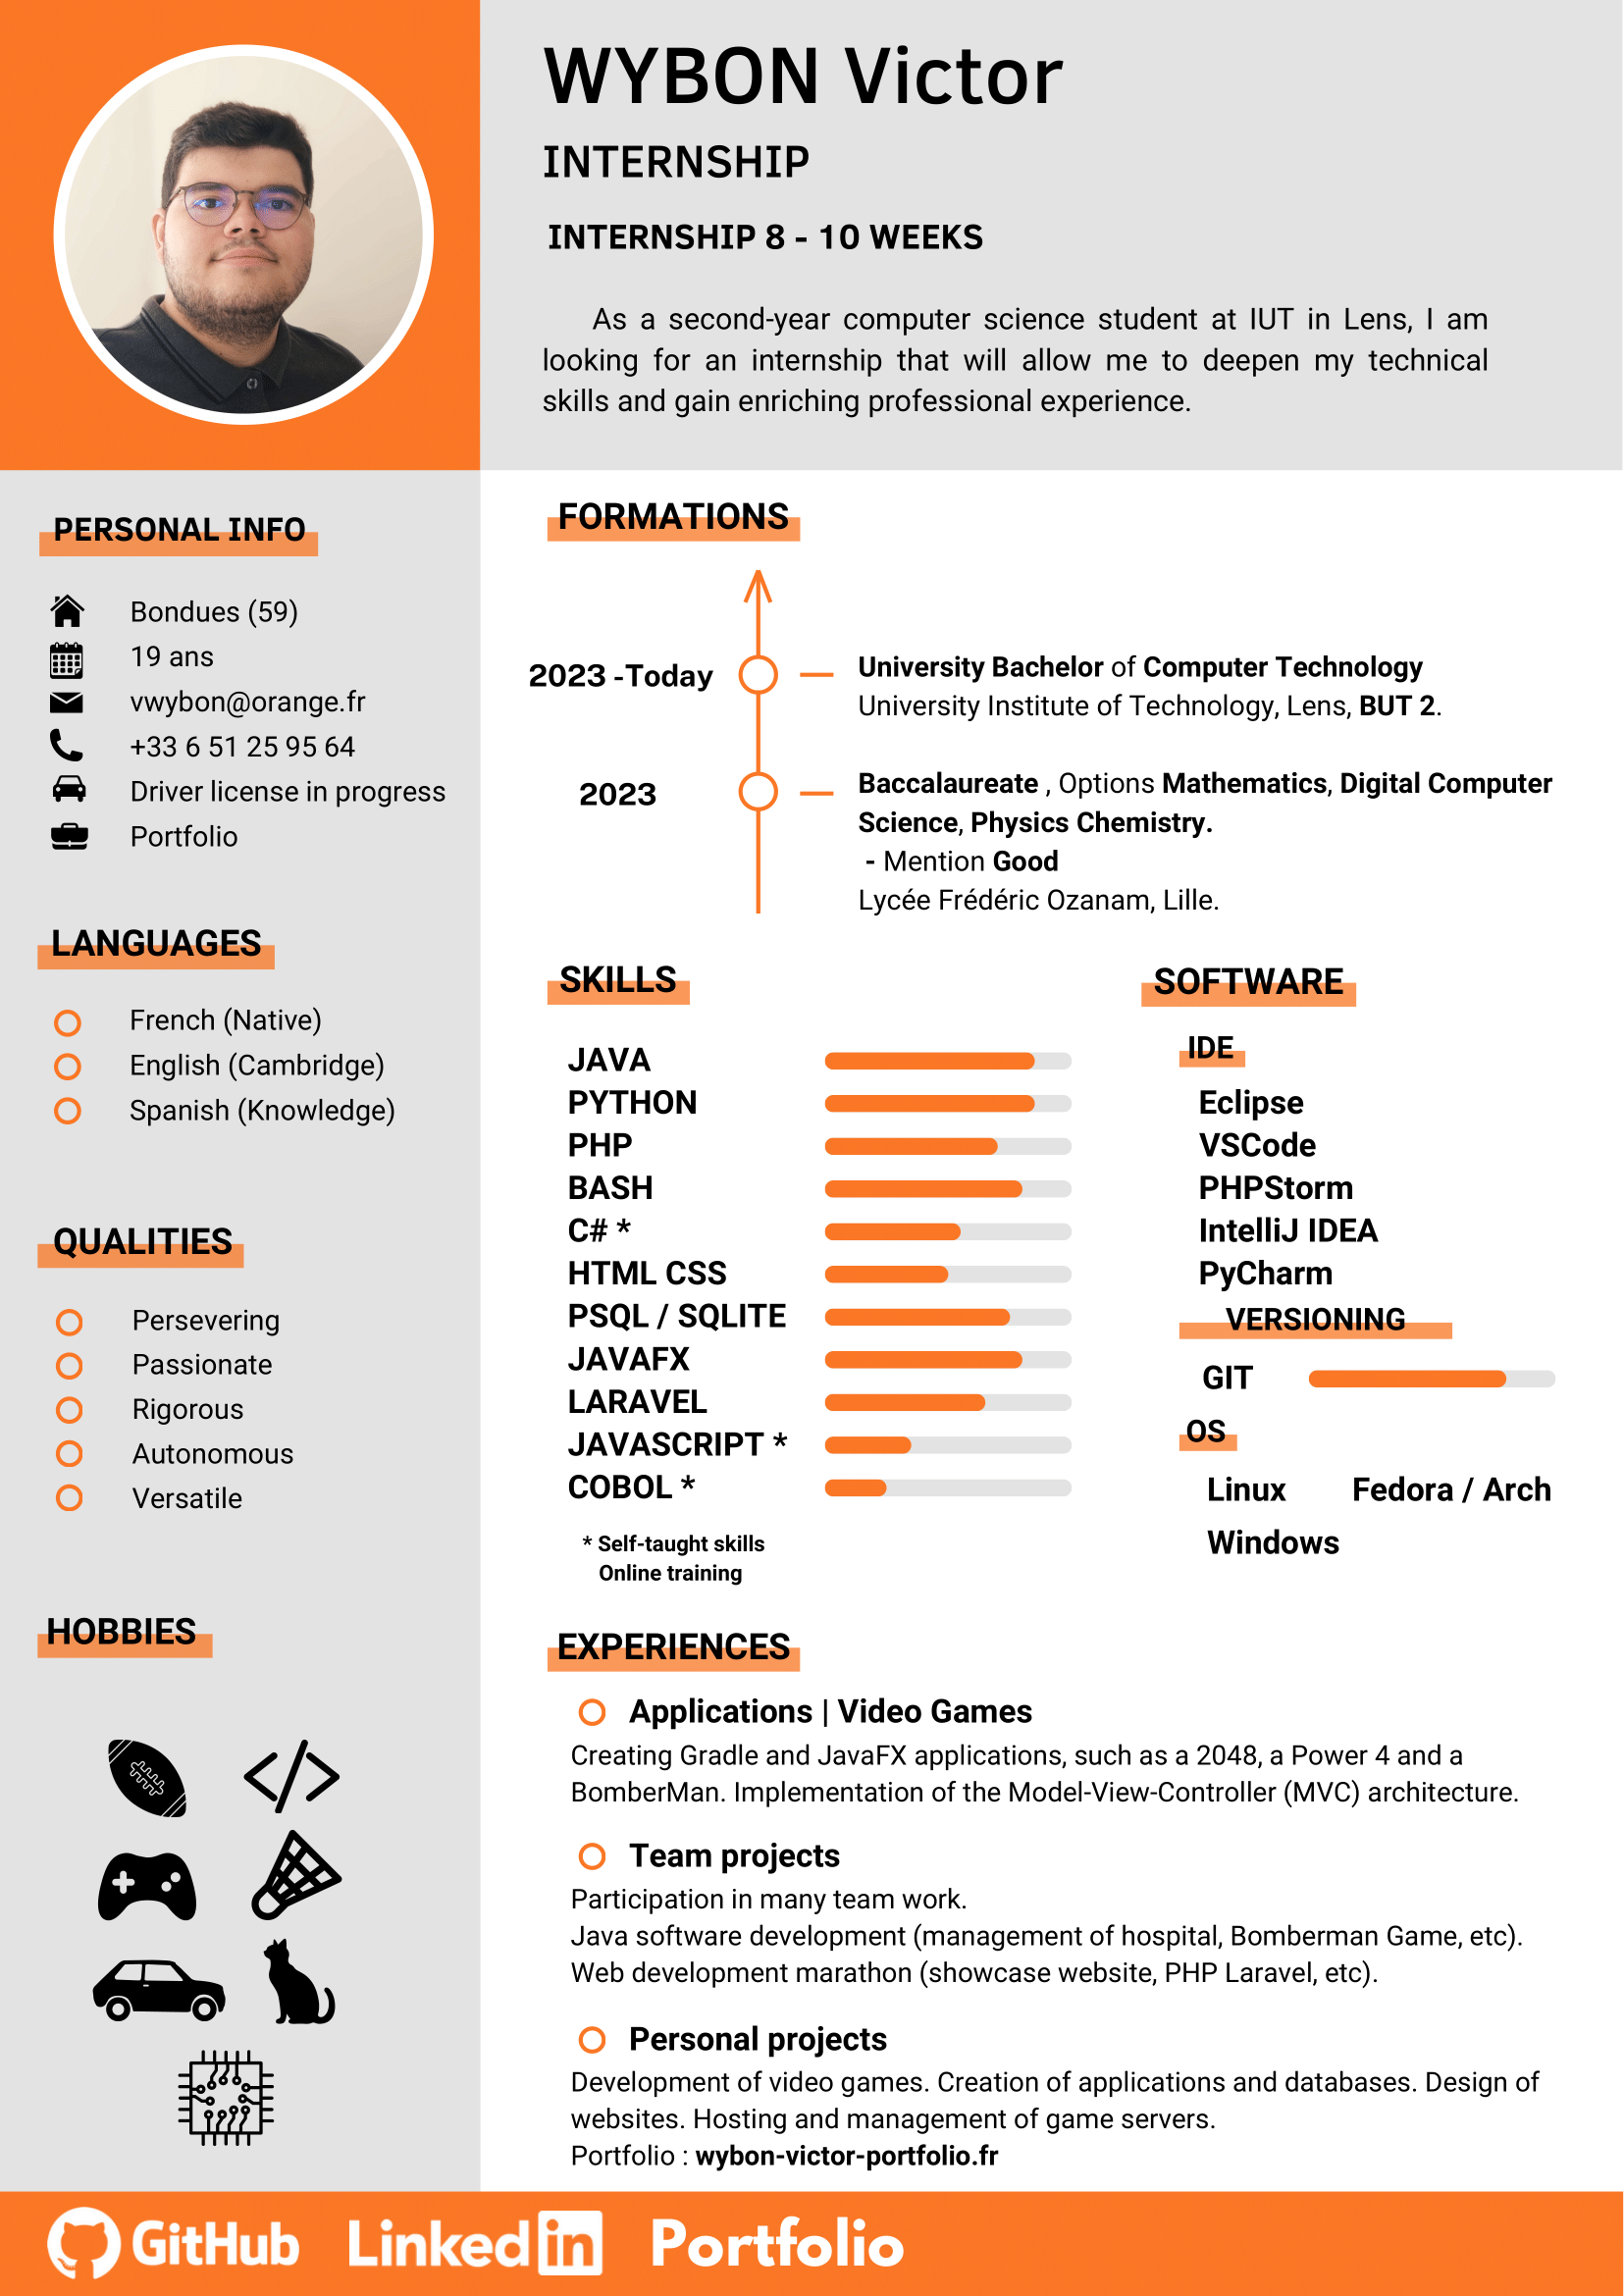 WYBON Victor
INTERNSHIP
INTERNSHIP 8 - 10 WEEKS
As a second-year computer science student at IUT in Lens, I am
looking for an internship that will allow me to deepen my technical
skills and gain enriching professional experience.
PERSONAL INFO
Bondues (59)
19 ans
vwybon@orange.fr
+33 6 51 25 95 64
Driver license in progress
Portfolio
LANGUAGES
French (Native)
English (Cambridge)
Spanish (Knowledge)
QUALITIES
Persevering
Passionate
Rigorous
Autonomous
Versatile
HOBBIES
FORMATIONS
2023 -Today
University Bachelor of Computer Technology
University Institute of Technology, Lens, BUT 2.
2023
Baccalaureate , Options Mathematics, Digital Computer
Science, Physics Chemistry.
- Mention Good
Lycée Frédéric Ozanam, Lille.
SKILLS
JAVA
PYTHON
PHP
BASH
C# *
HTML CSS
PSQL / SQLITE
JAVAFX
LARAVEL
JAVASCRIPT *
COBOL *
* Self-taught skills
Online training
SOFTWARE
IDE
Eclipse
VSCode
PHPStorm
IntelliJ IDEA
PyCharm
VERSIONING
GIT
OS
Linux Fedora / Arch
Windows
EXPERIENCES
Applications | Video Games
Creating Gradle and JavaFX applications, such as a 2048, a Power 4 and a
BomberMan. Implementation of the Model-View-Controller (MVC) architecture.
Team projects
Participation in many team work.
Java software development (management of hospital, Bomberman Game, etc).
Web development marathon (showcase website, PHP Laravel, etc).
Personal projects
Development of video games. Creation of applications and databases. Design of
websites. Hosting and management of game servers.
Portfolio : wybon-victor-portfolio.fr
GitHub Linkedin Portfolio